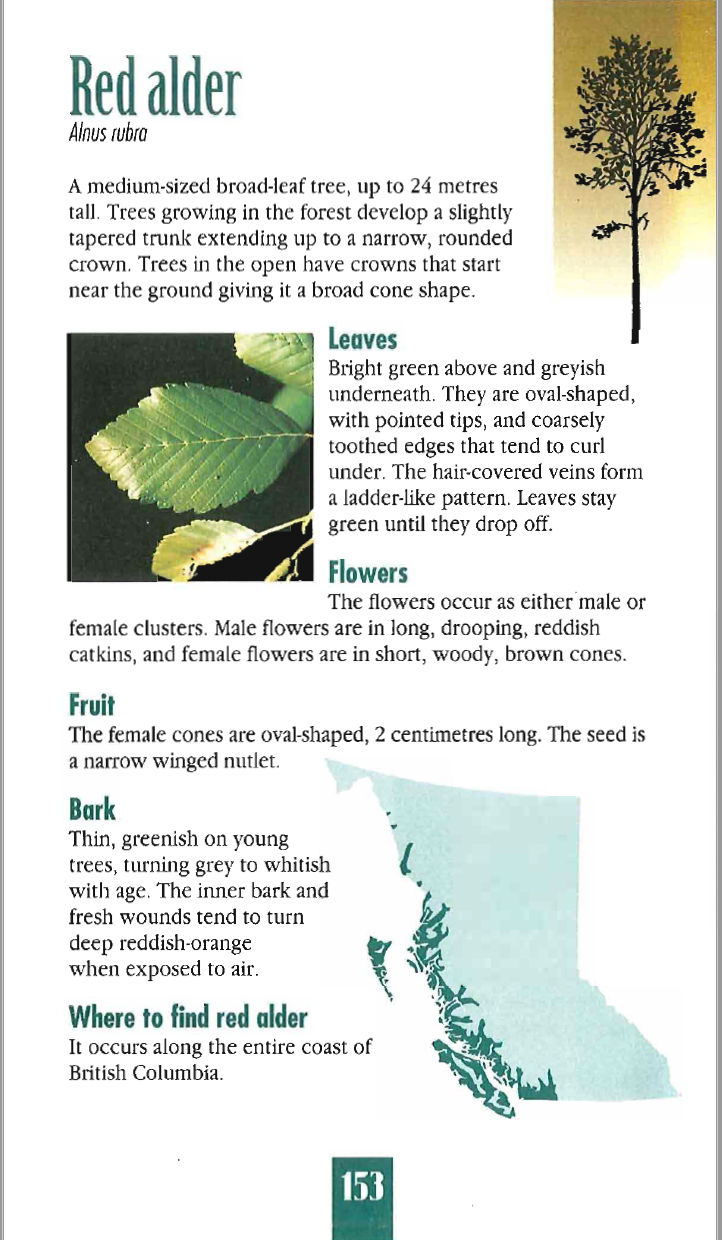 Red alder
Alnus rubra
A medium-sized broad-leaf tree, up to 24 metres
tall. Trees growing in the forest develop a slightly
tapered trunk extending up to a narrow, rounded
crown. Trees in the open have crowns that start
near the ground giving it a broad cone shape.
Leaves
Bright green above and greyish
underneath. They are oval-shaped,
with pointed tips, and coarsely
toothed edges that tend to curl
under. The hair-covered veins form
a ladder-like pattern. Leaves stay
green until they drop off.
Flowers
The flowers occur as either male or
female clusters. Male flowers are in long, drooping, reddish
catkins, and female flowers are in short, woody, brown cones.
Fruit
The female cones are oval-shaped, 2 centimetres long. The seed is
a narrow winged nutlet.
Bark
Thin, greenish on young
trees, turning grey to whitish
with age. The inner bark and
fresh wounds tend to turn
deep reddish-orange
when exposed to air.
Where to find red alder
It occurs along the entire coast of
British Columbia.
153